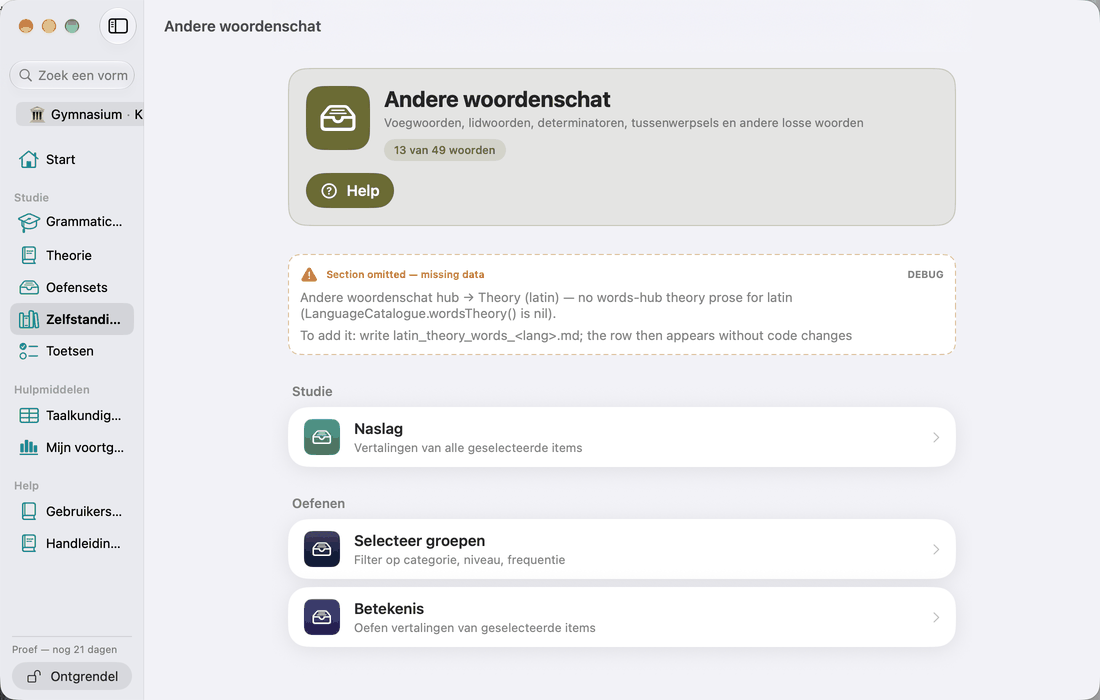 Andere woordenschat
Zoek een vorm
Gymnasium · K
Start
Studie
Grammatic...
Theorie
Oefensets
Zelfstandi...
Toetsen
Hulpmiddelen
Taalkundig...
Mijn voortg...
Help
Gebruikers...
Handleidin...
Proef — nog 21 dagen
Ontgrendel
Andere woordenschat
Voegwoorden, lidwoorden, determinatoren, tussenwerpsels en andere losse woorden
13 van 49 woorden
Help
Section omitted — missing data
DEBUG
Andere woordenschat hub → Theory (latin) — no words-hub theory prose for latin
(LanguageCatalogue.wordsTheory() is nil).
To add it: write latin_theory_words_<lang>.md; the row then appears without code changes
Studie
Naslag
Vertalingen van alle geselecteerde items
Oefenen
Selecteer groepen
Filter op categorie, niveau, frequentie
Betekenis
Oefen vertalingen van geselecteerde items